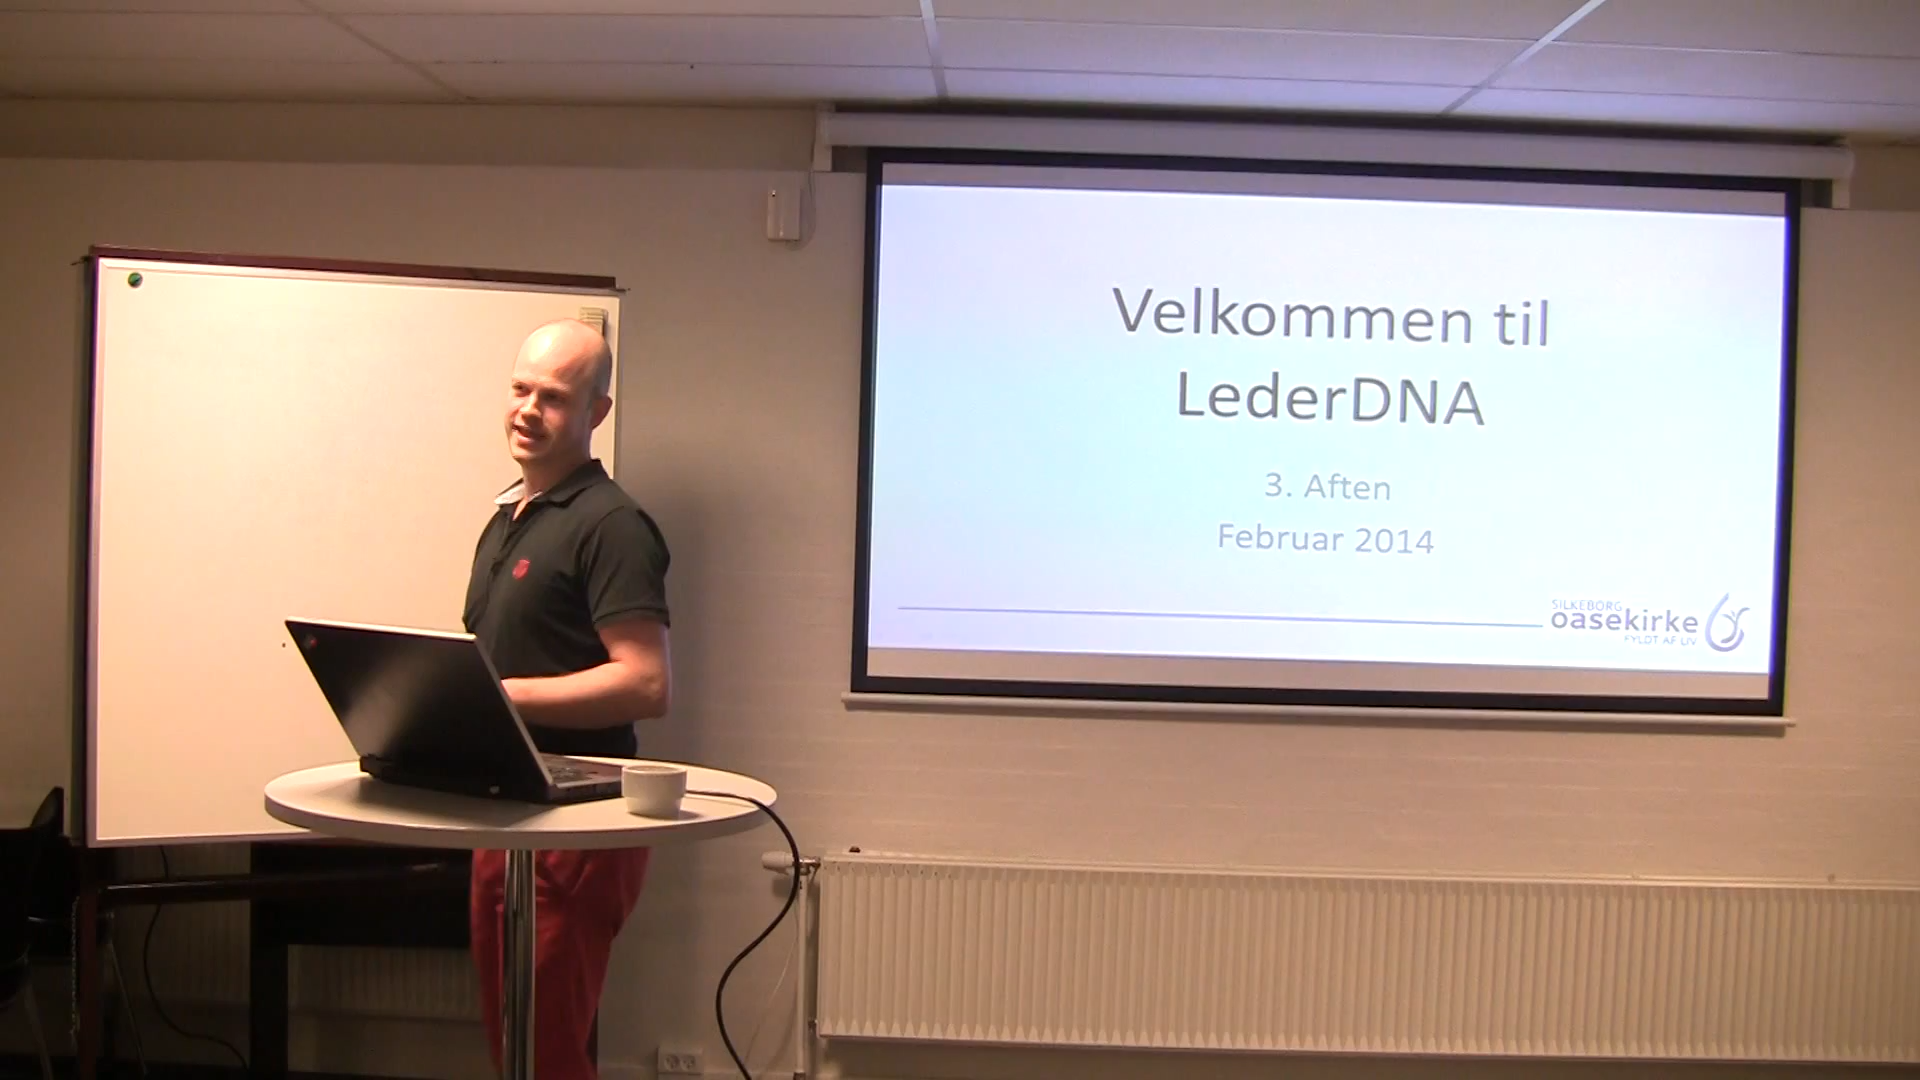 Velkommen til
LederDNA
3. Aften
Februar 2014
SILKEBORG
oasekirke
FYLDT AF LIV